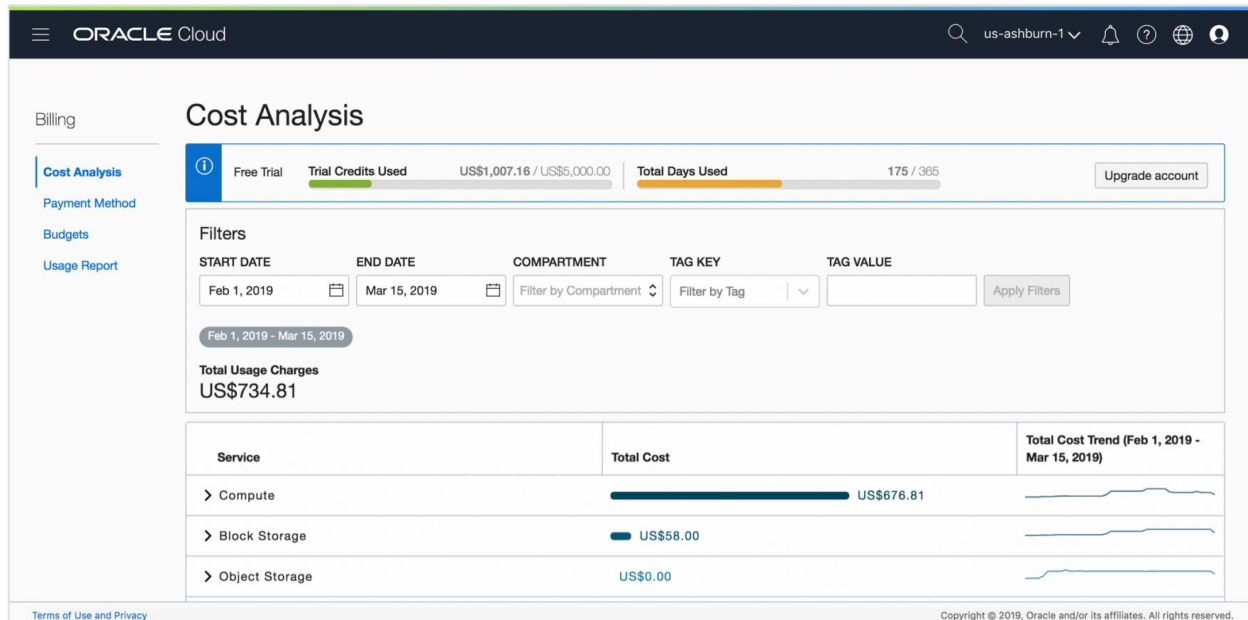 ORACLE Cloud
us-ashburn-1
Billing
Cost Analysis
Payment Method
Budgets
Usage Report
Cost Analysis
Free Trial
Trial Credits Used US$1,007.16 / US$5,000.00
Total Days Used 175 / 365
Upgrade account
Filters
START DATE END DATE COMPARTMENT TAG KEY TAG VALUE
Feb 1, 2019 Mar 15, 2019 Filter by Compartment Filter by Tag Apply Filters
Feb 1, 2019 - Mar 15, 2019
Total Usage Charges
US$734.81
Service Total Cost Total Cost Trend (Feb 1, 2019 -
Mar 15, 2019)
Compute US$676.81
Block Storage US$58.00
Object Storage US$0.00
Terms of Use and Privacy Copyright © 2019, Oracle and/or its affiliates. All rights reserved.